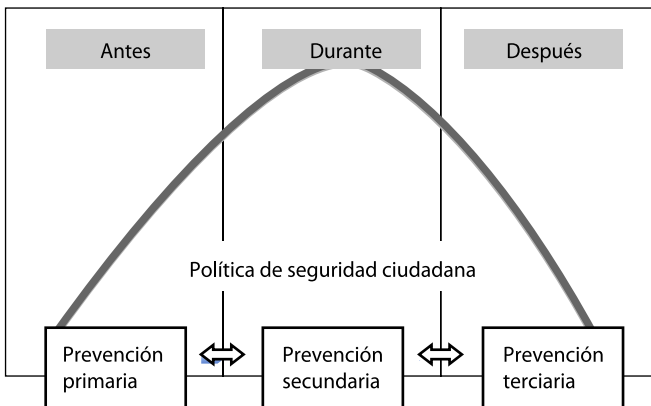 Antes
Durante
Después
Política de seguridad ciudadana
Prevención
primaria
Prevención
secundaria
Prevención
terciaria